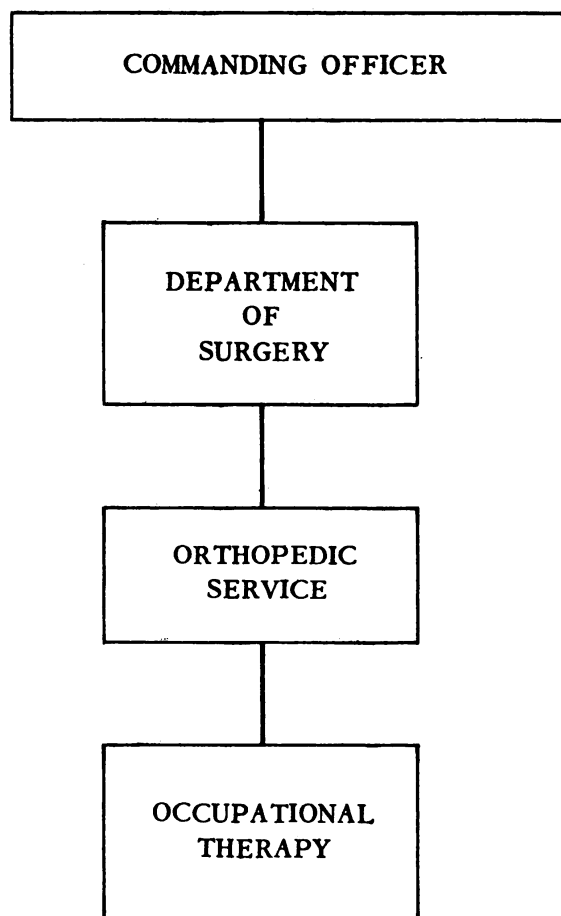 COMMANDING OFFICER
DEPARTMENT
OF
SURGERY
ORTHOPEDIC
SERVICE
OCCUPATIONAL
THERAPY